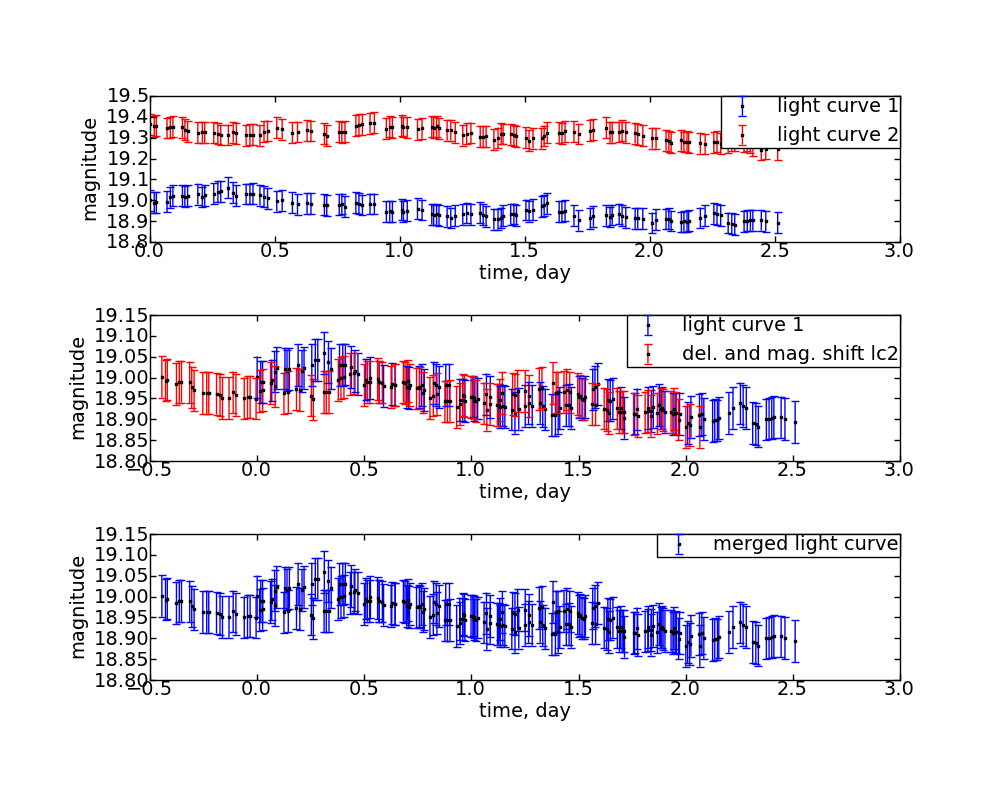 19.5
19.4
19.3
19.2
19.1
19.0
18.9
18.8
magnitude
light curve 1
light curve 2
0.0 0.5 1.0 1.5 2.0 2.5 3.0
time, day
19.15
19.10
19.05
19.00
18.95
18.90
18.85
18.80
magnitude
light curve 1
del. and mag. shift lc2
−0.5 0.0 0.5 1.0 1.5 2.0 2.5 3.0
time, day
19.15
19.10
19.05
19.00
18.95
18.90
18.85
18.80
magnitude
merged light curve
−0.5 0.0 0.5 1.0 1.5 2.0 2.5 3.0
time, day